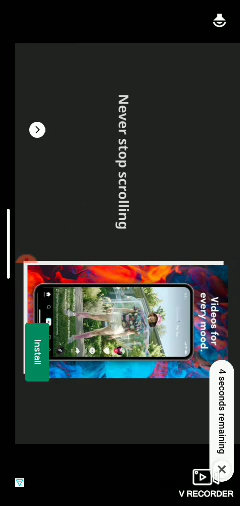 Never stop scrolling
Videos for
every mood.
Install
4 seconds remaining
V RECORDER